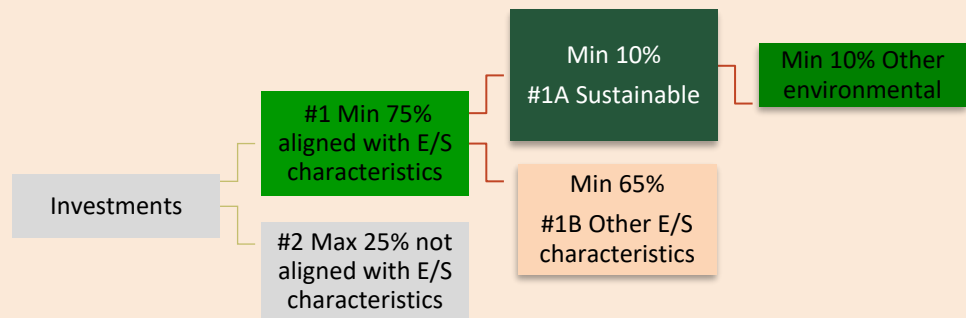 Investments
#1 Min 75%
aligned with E/S
characteristics
#2 Max 25% not
aligned with E/S
characteristics
Min 10%
#1A Sustainable
Min 65%
#1B Other E/S
characteristics
Min 10% Other
environmental